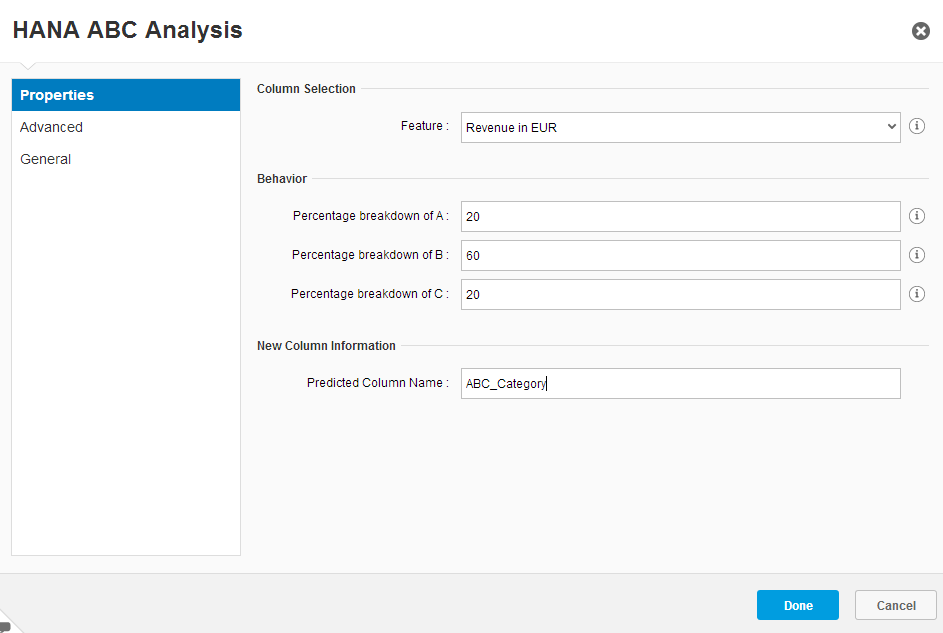 HANA ABC Analysis
Properties
Advanced
General
Column Selection
Feature : Revenue in EUR
Behavior
Percentage breakdown of A : 20
Percentage breakdown of B : 60
Percentage breakdown of C : 20
New Column Information
Predicted Column Name : ABC_Category
Done Cancel